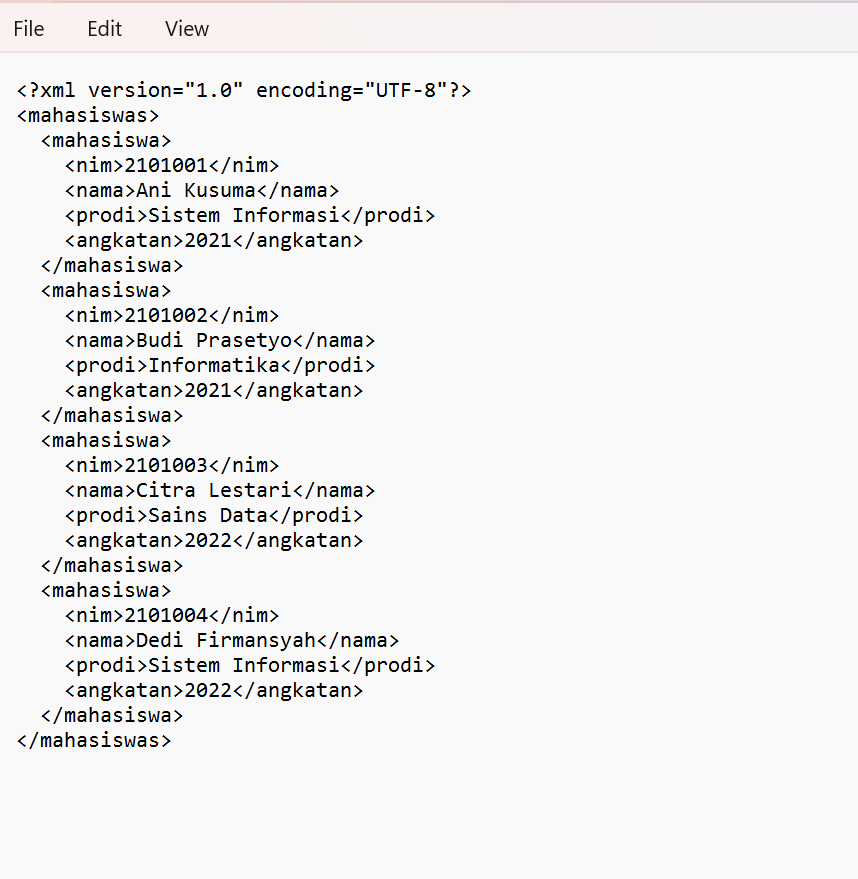 File Edit View
<?xml version="1.0" encoding="UTF-8"?>
<mahasiswas>
  <mahasiswa>
    <nim>2101001</nim>
    <nama>Ani Kusuma</nama>
    <prodi>Sistem Informasi</prodi>
    <angkatan>2021</angkatan>
  </mahasiswa>
  <mahasiswa>
    <nim>2101002</nim>
    <nama>Budi Prasetyo</nama>
    <prodi>Informatika</prodi>
    <angkatan>2021</angkatan>
  </mahasiswa>
  <mahasiswa>
    <nim>2101003</nim>
    <nama>Citra Lestari</nama>
    <prodi>Sains Data</prodi>
    <angkatan>2022</angkatan>
  </mahasiswa>
  <mahasiswa>
    <nim>2101004</nim>
    <nama>Dedi Firmansyah</nama>
    <prodi>Sistem Informasi</prodi>
    <angkatan>2022</angkatan>
  </mahasiswa>
</mahasiswas>